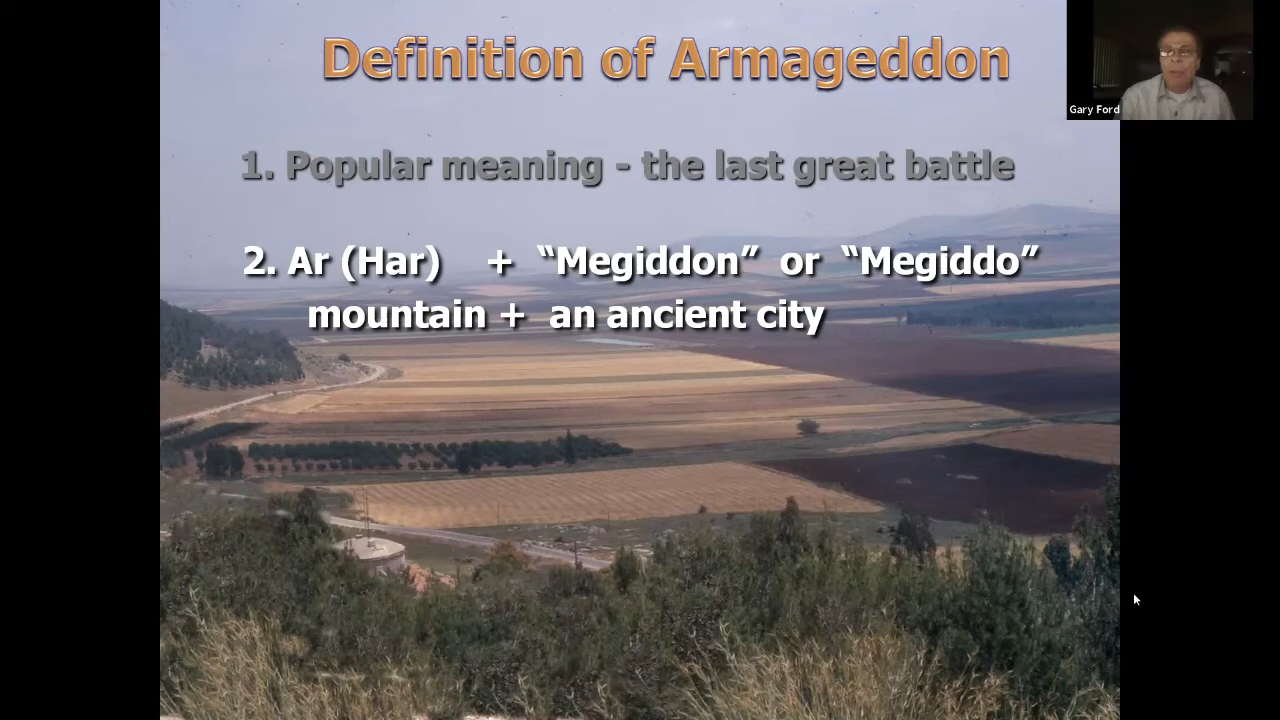 Definition of Armageddon
Gary Ford
1. Popular meaning - the last great battle
2. Ar (Har) + “Megiddon” or “Megiddo”
mountain + an ancient city